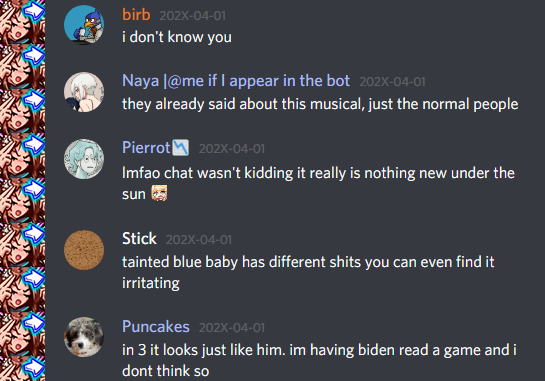 birb 202X-04-01
i don't know you
Naya |@me if I appear in the bot 202X-04-01
they already said about this musical, just the normal people
Pierrot📉 202X-04-01
lmfao chat wasn't kidding it really is nothing new under the
sun
Stick 202X-04-01
tainted blue baby has different shits you can even find it
irritating
Puncakes 202X-04-01
in 3 it looks just like him. im having biden read a game and i
dont think so